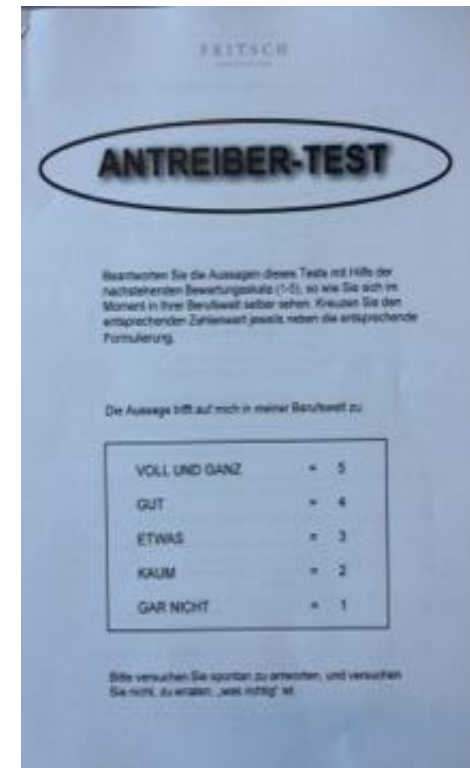 FRITSCH
ANTREIBER-TEST
Beantworten Sie die Aussagen dieses Tests mit Hilfe der
nachstehenden Bewertungsskala (1-5), so wie Sie sich im
Moment in Ihrer Berufswelt selber sehen. Kreuzen Sie den
entsprechenden Zahlenwert jeweils neben die entsprechende
Formulierung.
Die Aussage trifft auf mich in meiner Berufswelt zu
VOLL UND GANZ = 5
GUT = 4
ETWAS = 3
KAUM = 2
GAR NICHT = 1
Bitte versuchen Sie spontan zu antworten, und versuchen
Sie nicht, zu erraten, „was richtig" ist.